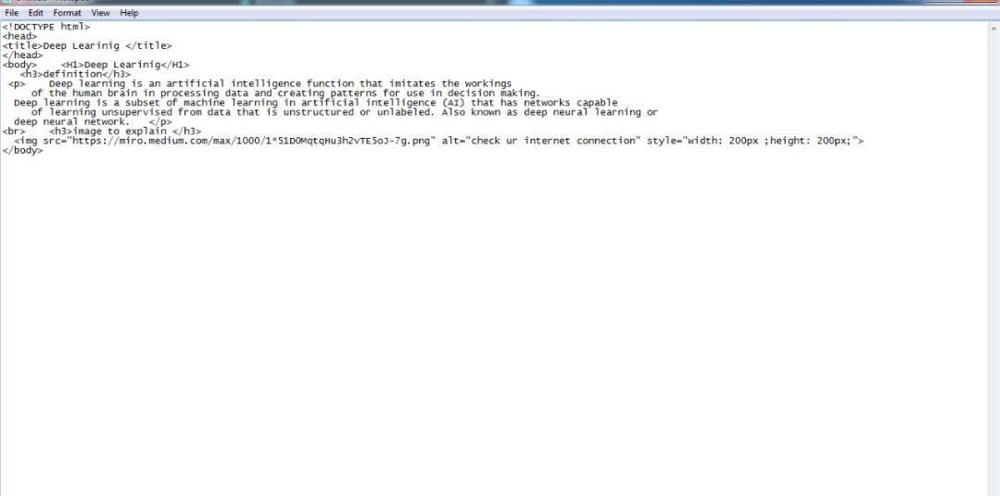 File Edit Format View Help
<!DOCTYPE html>
<head>
<title>Deep Learinig </title>
</head>
<body>    <H1>Deep Learinig</H1>
   <h3>definition</h3>
 <p>    Deep learning is an artificial intelligence function that imitates the workings
     of the human brain in processing data and creating patterns for use in decision making.
  Deep learning is a subset of machine learning in artificial intelligence (AI) that has networks capable
     of learning unsupervised from data that is unstructured or unlabeled. Also known as deep neural learning or
  deep neural network.   </p>
<br>    <h3>image to explain </h3>
  <img src="https://miro.medium.com/max/1000/1*51D0MqtqHu3h2vTE5oJ-7g.png" alt="check ur internet connection" style="width: 200px ;height: 200px;">
</body>